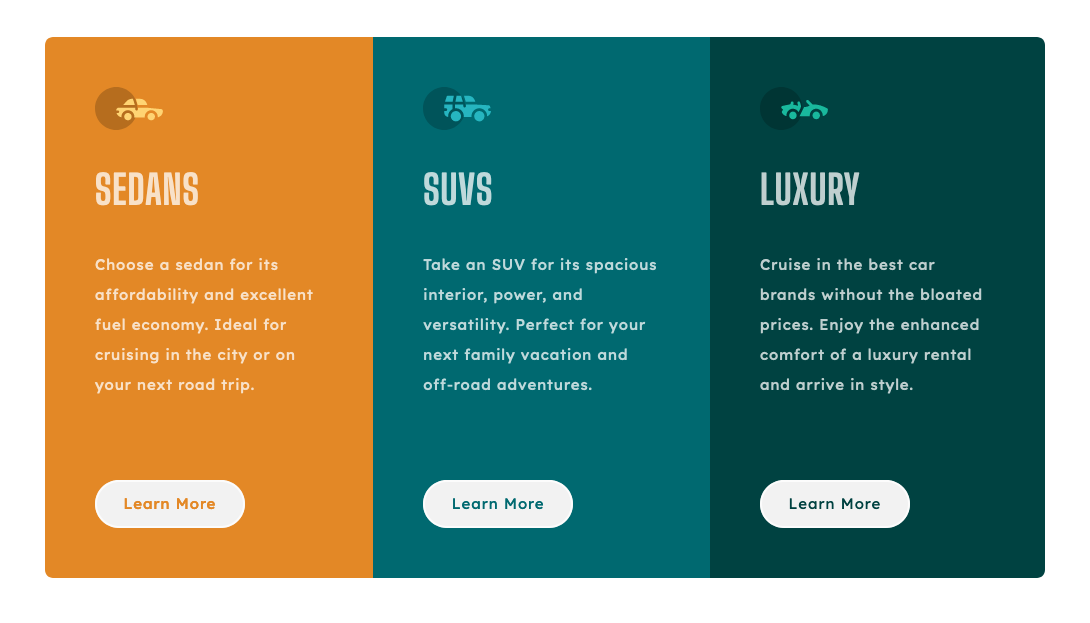 SEDANS
Choose a sedan for its
affordability and excellent
fuel economy. Ideal for
cruising in the city or on
your next road trip.
Learn More
SUVS
Take an SUV for its spacious
interior, power, and
versatility. Perfect for your
next family vacation and
off-road adventures.
Learn More
LUXURY
Cruise in the best car
brands without the bloated
prices. Enjoy the enhanced
comfort of a luxury rental
and arrive in style.
Learn More